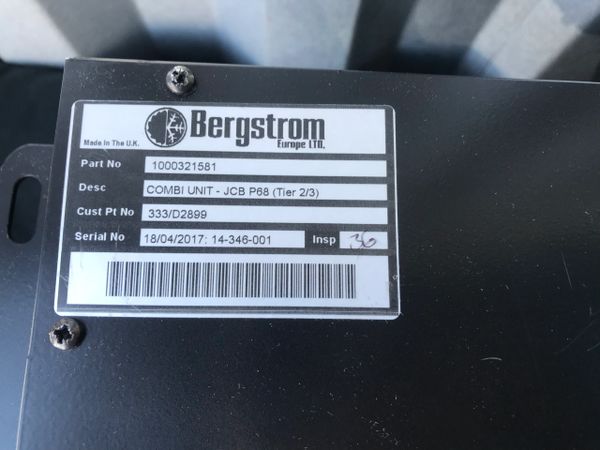 Bergstrom
Made In The U.K.
Europe LTD.
Part No 1000321581
Desc COMBI UNIT - JCB P68 (Tier 2/3)
Cust Pt No 333/D2899
Serial No 18/04/2017: 14-346-001 Insp 36